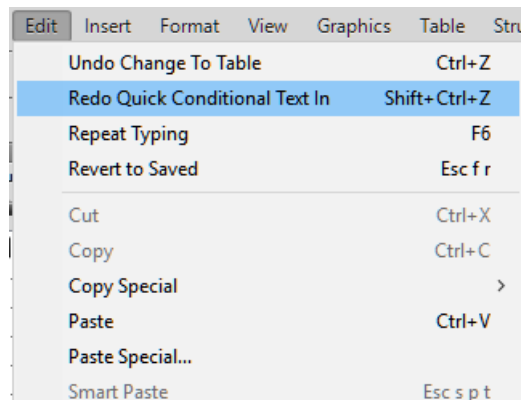 Edit Insert Format View Graphics Table Stru
Undo Change To Table Ctrl+Z
Redo Quick Conditional Text In Shift+Ctrl+Z
Repeat Typing F6
Revert to Saved Esc f r
Cut Ctrl+X
Copy Ctrl+C
Copy Special >
Paste Ctrl+V
Paste Special...
Smart Paste Esc s p t